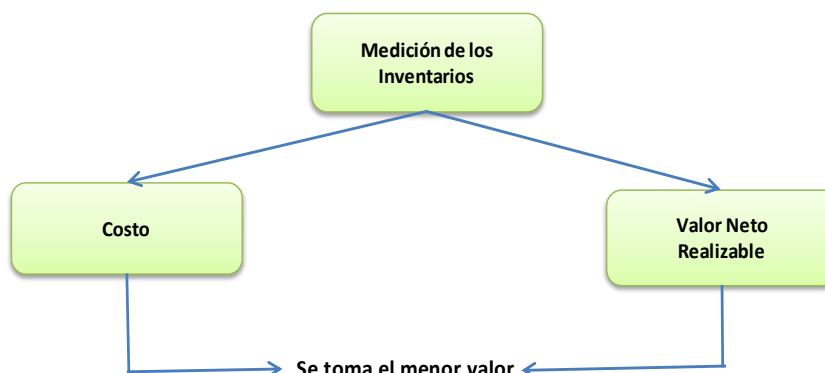 Medición de los
Inventarios
Costo
Valor Neto
Realizable
Se toma el menor valor